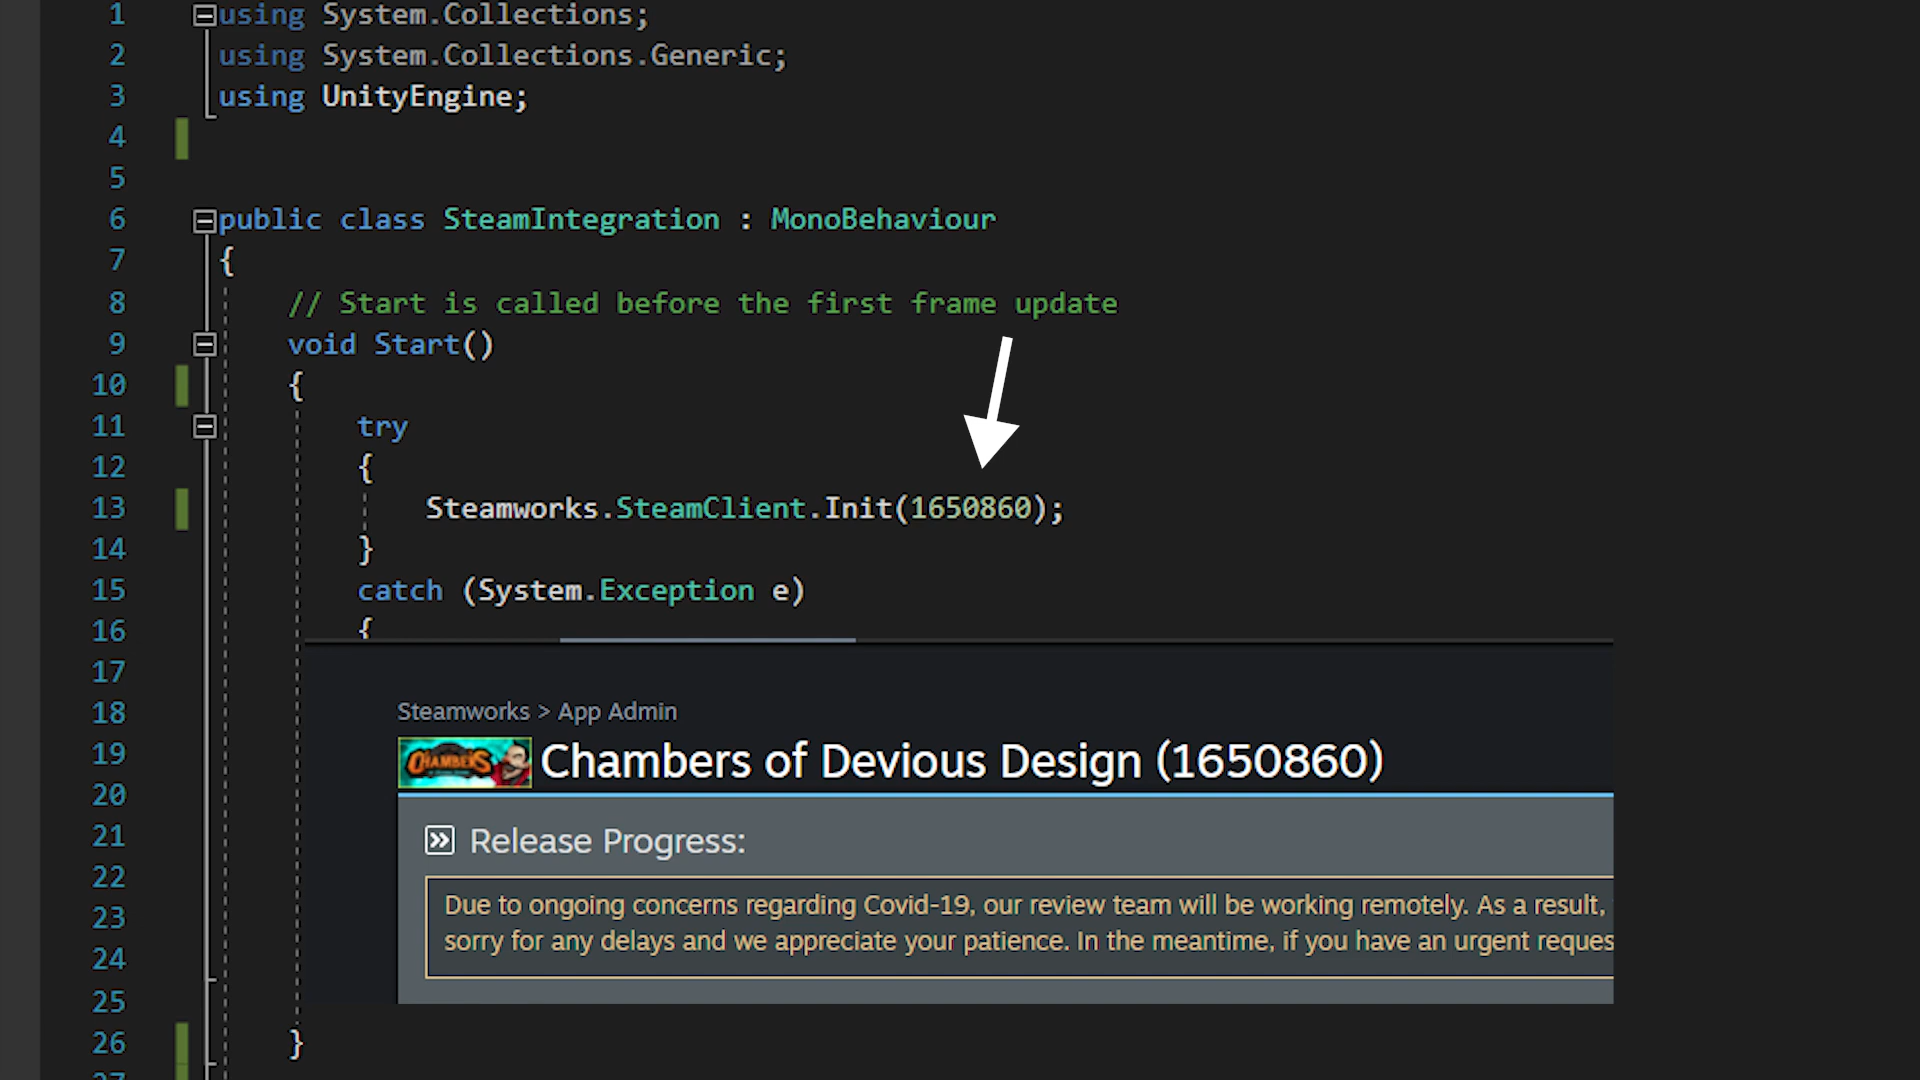 1 using System.Collections;
2 using System.Collections.Generic;
3 using UnityEngine;
4
5
6 public class SteamIntegration : MonoBehaviour
7 {
8 // Start is called before the first frame update
9 void Start()
10 {
11 try
12 {
13 Steamworks.SteamClient.Init(1650860);
14 }
15 catch (System.Exception e)
16 {
17
18 Steamworks > App Admin
19 CHAMBERS Chambers of Devious Design (1650860)
20
21 Release Progress:
22
23 Due to ongoing concerns regarding Covid-19, our review team will be working remotely. As a result,
24 sorry for any delays and we appreciate your patience. In the meantime, if you have an urgent reques
25
26 }
27